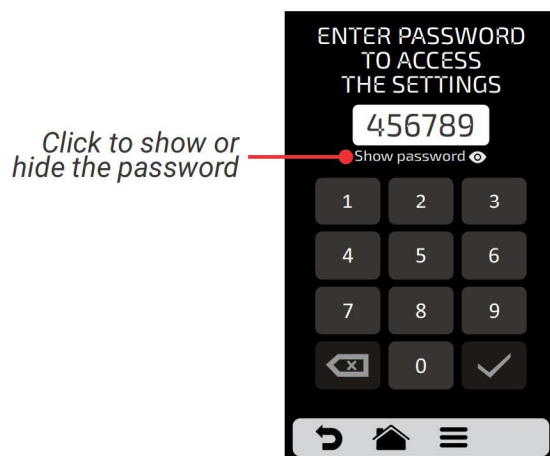 ENTER PASSWORD
TO ACCESS
THE SETTINGS
456789
Click to show or
hide the password
Show password
1 2 3
4 5 6
7 8 9
0